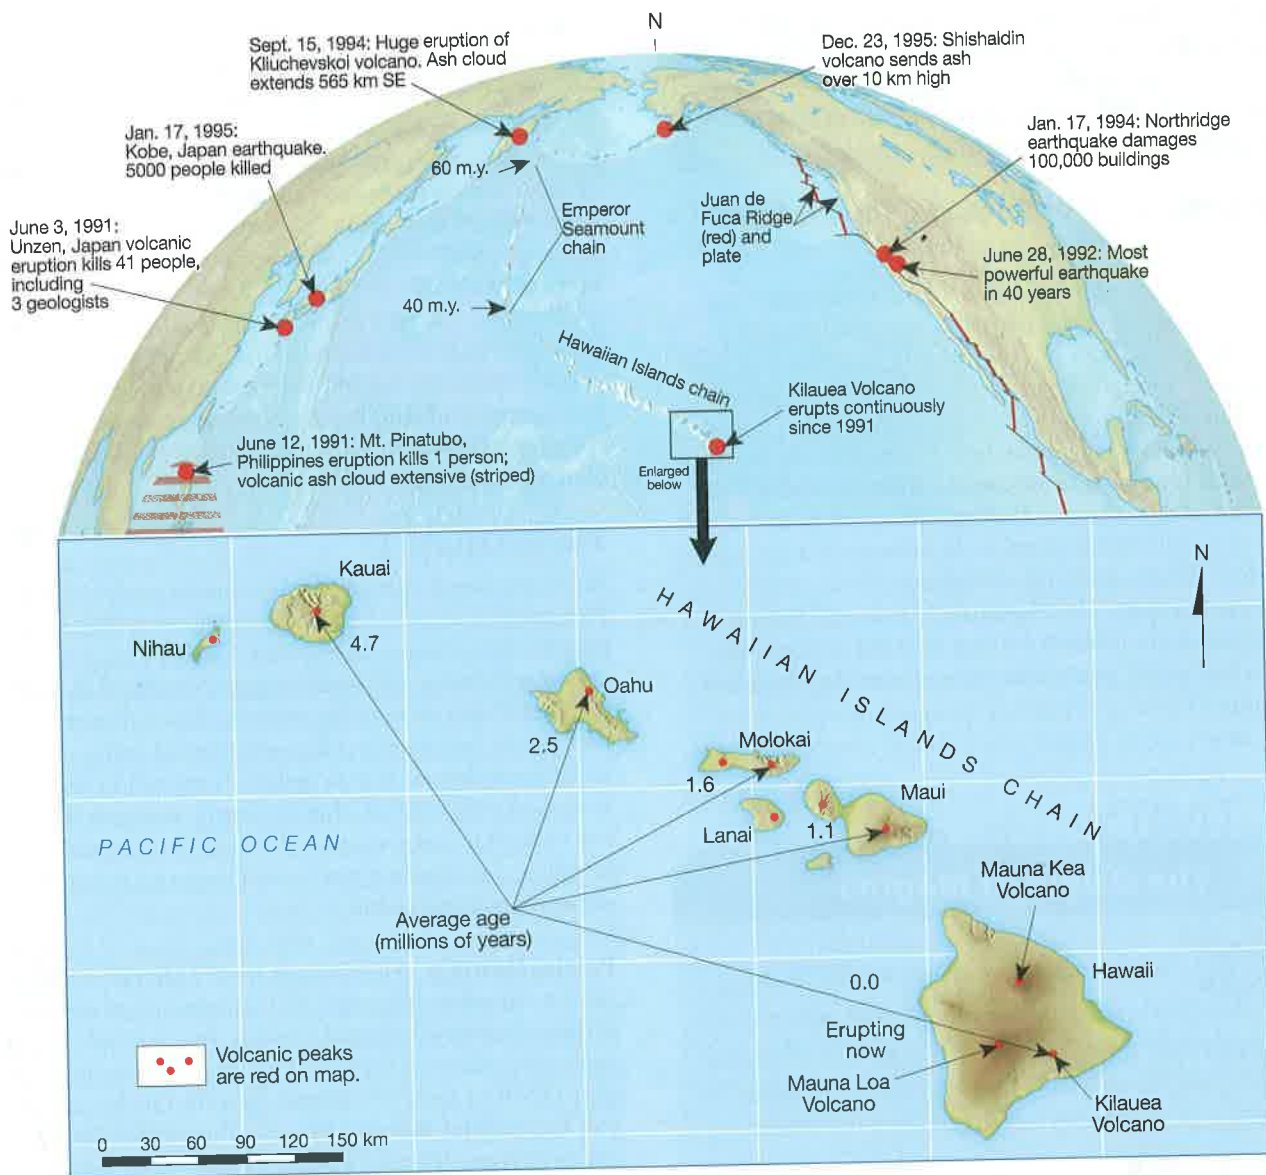 N
Sept. 15, 1994: Huge eruption of
Kliuchevskoi volcano. Ash cloud
extends 565 km SE
Dec. 23, 1995: Shishaldin
volcano sends ash
over 10 km high
Jan. 17, 1995:
Kobe, Japan earthquake.
5000 people killed
Jan. 17, 1994: Northridge
earthquake damages
100,000 buildings
60 m.y.
Emperor
Seamount
chain
Juan de
Fuca Ridge
(red) and
plate
June 3, 1991:
Unzen, Japan volcanic
eruption kills 41 people,
including
3 geologists
June 28, 1992: Most
powerful earthquake
in 40 years
40 m.y.
Hawaiian Islands chain
Kilauea Volcano
erupts continuously
since 1991
June 12, 1991: Mt. Pinatubo,
Philippines eruption kills 1 person;
volcanic ash cloud extensive (striped)
Enlarged
below
N
Kauai
Nihau
4.7
HAWAIIAN ISLANDS CHAIN
Oahu
2.5
Molokai
1.6
Maui
Lanai
1.1
PACIFIC OCEAN
Mauna Kea
Volcano
Average age
(millions of years)
0.0
Hawaii
Erupting
now
Mauna Loa
Volcano
Kilauea
Volcano
Volcanic peaks
are red on map.
0 30 60 90 120 150 km